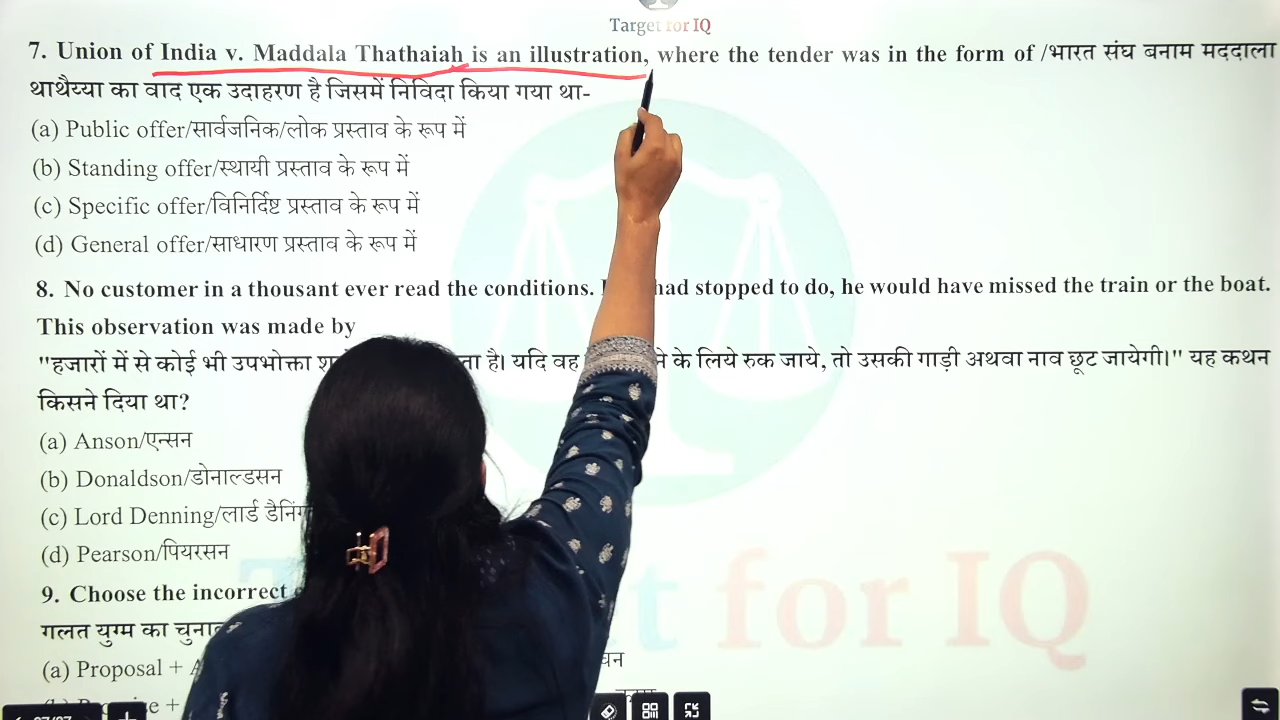 Target for IQ
7. Union of India v. Maddala Thathaiah is an illustration, where the tender was in the form of /भारत संघ बनाम मददाला
थाथैय्या का वाद एक उदाहरण है जिसमें निविदा किया गया था-
(a) Public offer/सार्वजनिक/लोक प्रस्ताव के रूप में
(b) Standing offer/स्थायी प्रस्ताव के रूप में
(c) Specific offer/विनिर्दिष्ट प्रस्ताव के रूप में
(d) General offer/साधारण प्रस्ताव के रूप में
8. No customer in a thousant ever read the conditions. had stopped to do, he would have missed the train or the boat.
This observation was made by
"हजारों में से कोई भी उपभोक्ता है। यदि वह के लिये रुक जाये, तो उसकी गाड़ी अथवा नाव छूट जायेगी।" यह कथन
किसने दिया था?
(a) Anson/एन्सन
(b) Donaldson/डोनाल्डसन
(c) Lord Denning/लार्ड डैनिंग
(d) Pearson/पियरसन
for IQ
9. Choose the incorrect
गलत युग्म का
(a) Proposal +